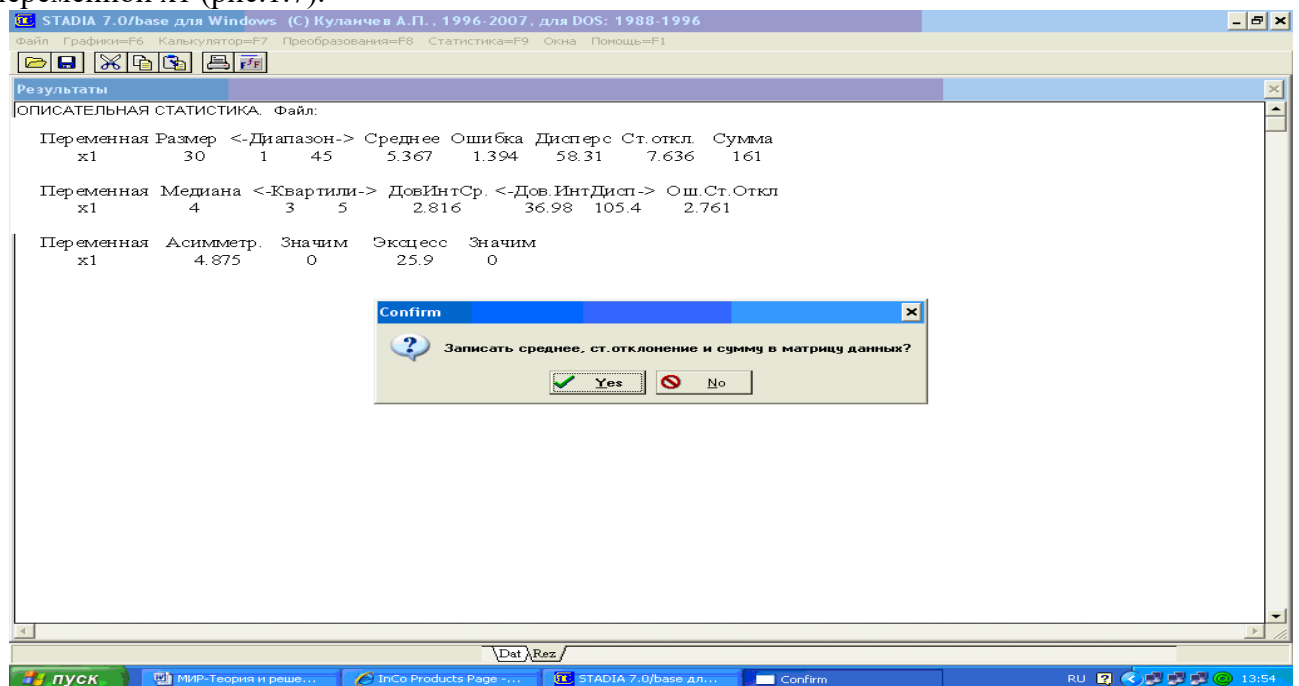 переменной x1 (рис.1.7).
STADIA 7.0/base для Windows (C) Кулаичев А.П., 1996-2007, для DOS: 1988-1996
Файл Графики=F6 Калькулятор=F7 Преобразования=F8 Статистика=F9 Окна Помощь=F1
Результаты
ОПИСАТЕЛЬНАЯ СТАТИСТИКА. Файл:
Переменная Размер <-Диапазон-> Среднее Ошибка Дисперс Ст.откл. Сумма
x1 30 1 45 5.367 1.394 58.31 7.636 161
Переменная Медиана <-Квартили-> ДовИнтСр. <-Дов.ИнтДисп-> Ош.Ст.Откл
x1 4 3 5 2.816 36.98 105.4 2.761
Переменная Асимметр. Значим Эксцесс Значим
x1 4.875 0 25.9 0
Confirm
Записать среднее, ст.отклонение и сумму в матрицу данных?
Yes No
Dat Rez
пуск МИР-Теория и реше... InCo Products Page -... STADIA 7.0/base дл... Confirm RU 13:54